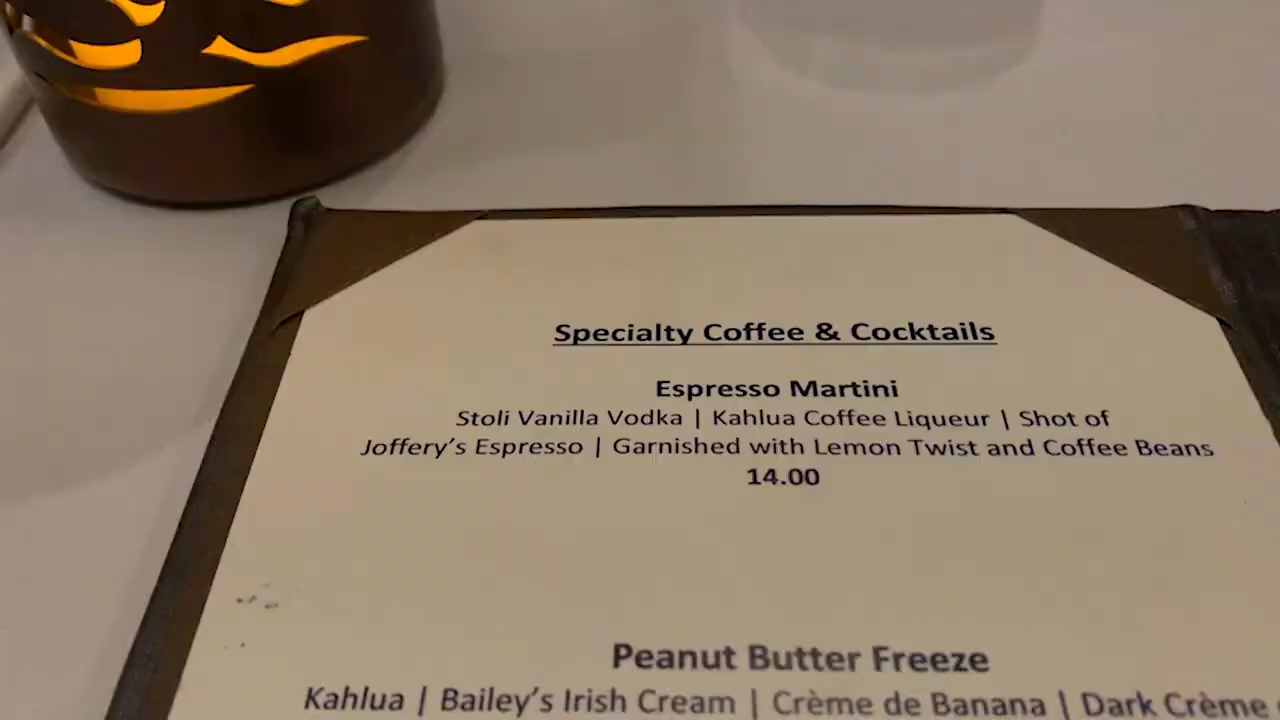 Specialty Coffee & Cocktails
Espresso Martini
Stoli Vanilla Vodka | Kahlua Coffee Liqueur | Shot of
Joffery's Espresso | Garnished with Lemon Twist and Coffee Beans
14.00
Peanut Butter Freeze
Kahlua | Bailey's Irish Cream | Crème de Banana | Dark Crème